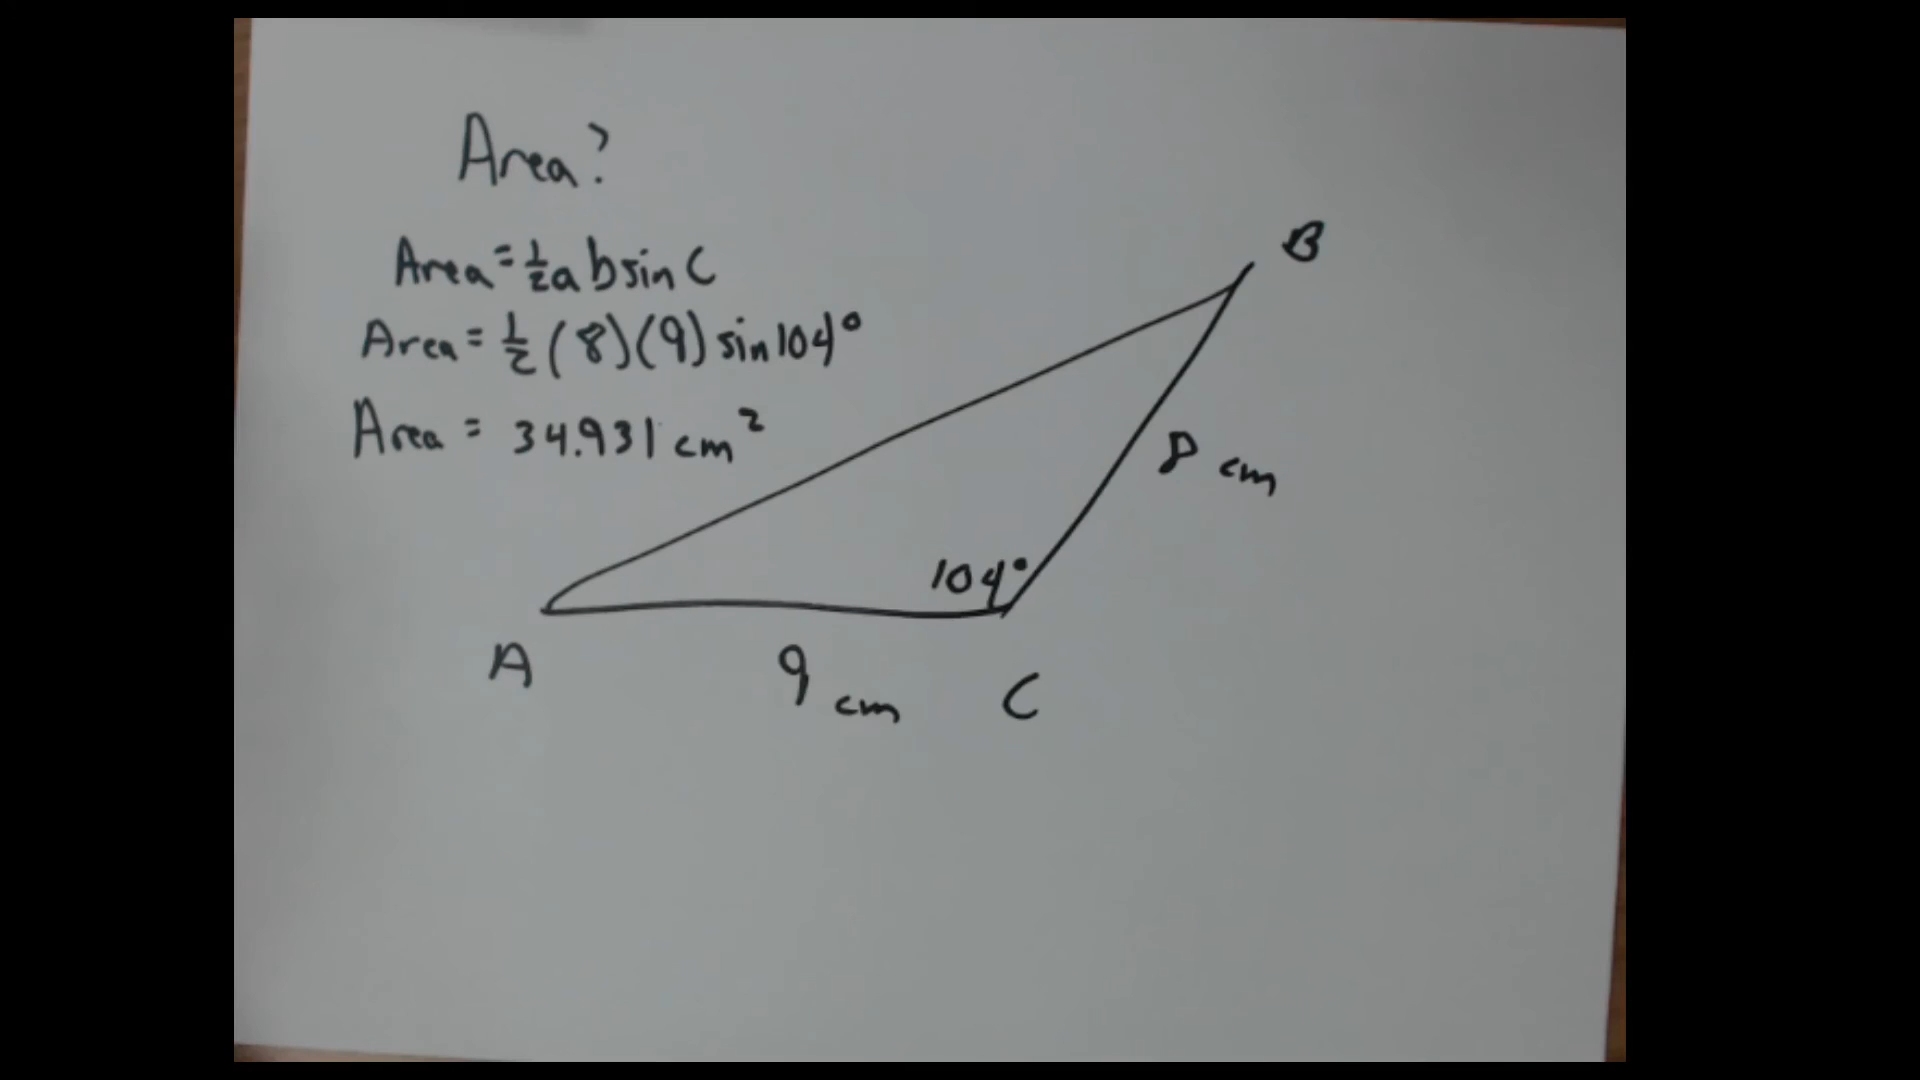 Area?
Area = 1/2 a b sin C
Area = 1/2 (8)(9) sin 104°
Area = 34.931 cm²
B
8 cm
104°
A
9 cm
C